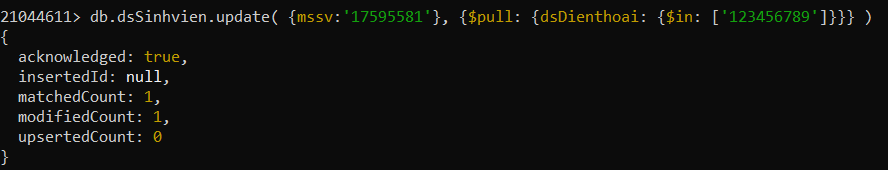 21044611> db.dsSinhvien.update( {mssv:'17595581'}, {$pull: {dsDienthoai: {$in: ['123456789']}}} )
{
  acknowledged: true,
  insertedId: null,
  matchedCount: 1,
  modifiedCount: 1,
  upsertedCount: 0
}